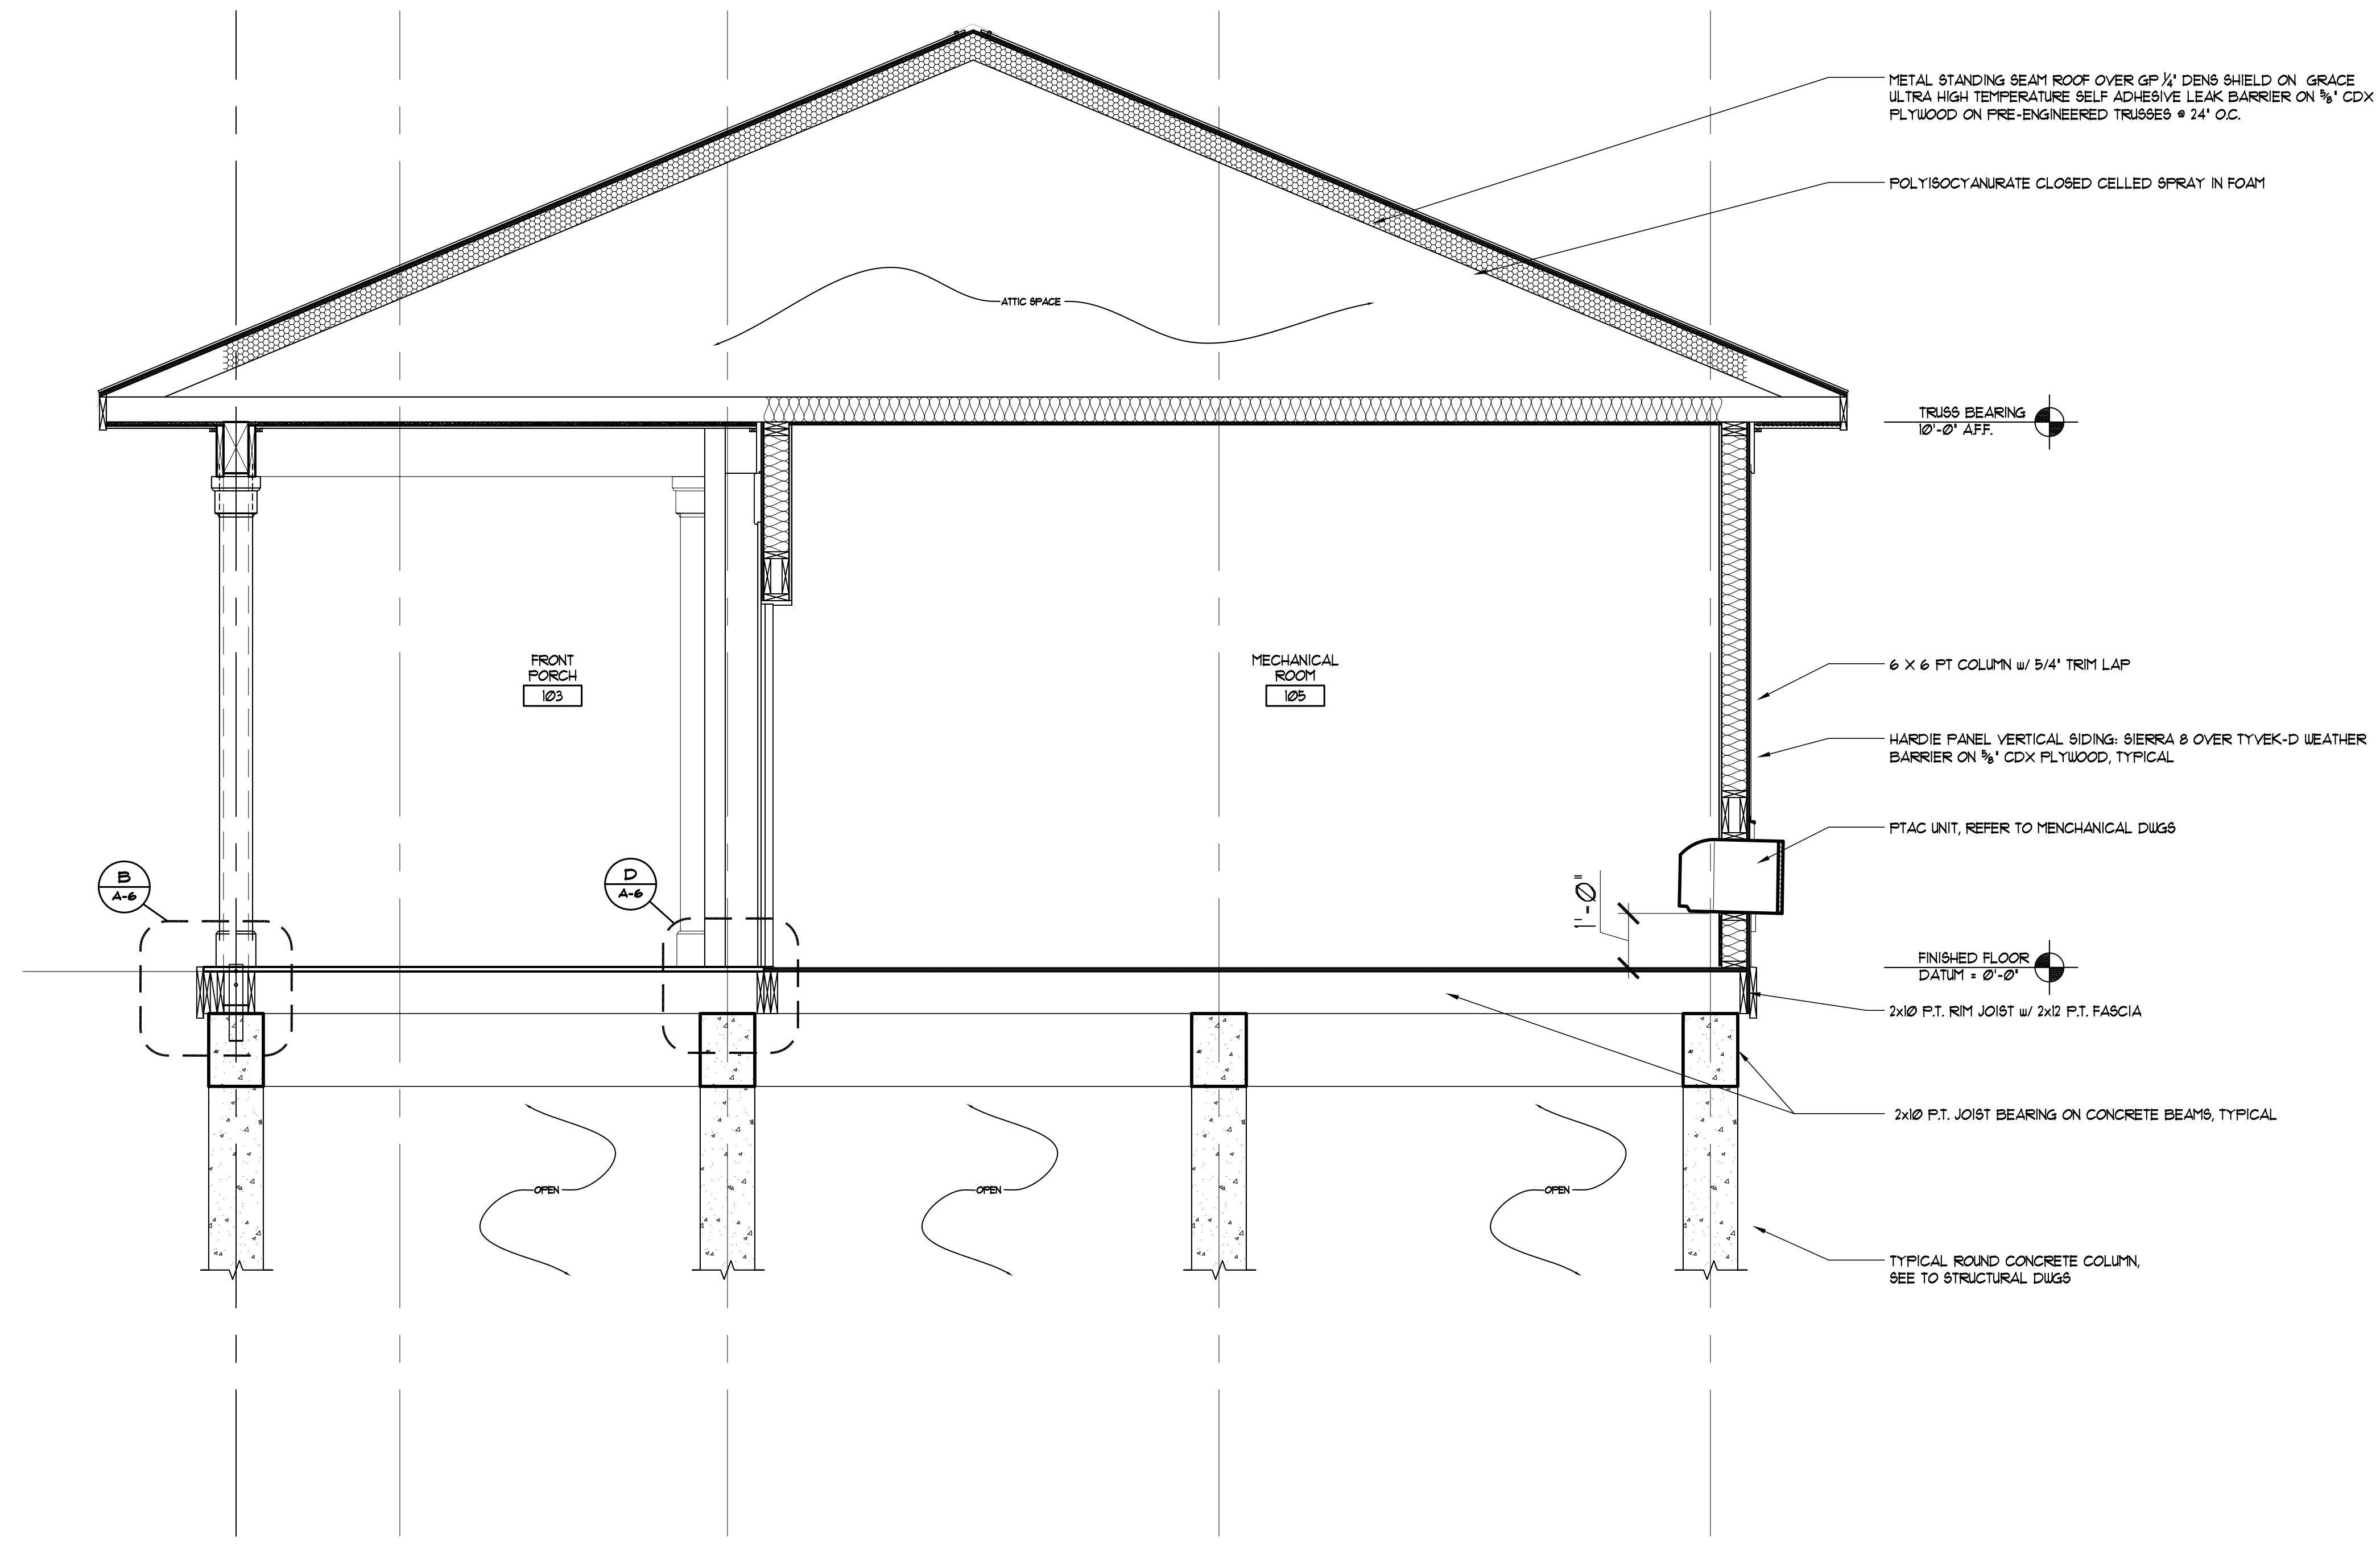 METAL STANDING SEAM ROOF OVER GP ¼" DENS SHIELD ON GRACE
ULTRA HIGH TEMPERATURE SELF ADHESIVE LEAK BARRIER ON ⅝" CDX
PLYWOOD ON PRE-ENGINEERED TRUSSES @ 24" O.C.
POLYISOCYANURATE CLOSED CELLED SPRAY IN FOAM
ATTIC SPACE
TRUSS BEARING
10'-0" A.F.F.
FRONT
PORCH
103
MECHANICAL
ROOM
105
6 X 6 PT COLUMN w/ 5/4" TRIM LAP
HARDIE PANEL VERTICAL SIDING: SIERRA 8 OVER TYVEK-D WEATHER
BARRIER ON ⅝" CDX PLYWOOD, TYPICAL
PTAC UNIT, REFER TO MENCHANICAL DWGS
B
A-6
D
A-6
1'-0"
FINISHED FLOOR
DATUM = 0'-0"
2x10 P.T. RIM JOIST w/ 2x12 P.T. FASCIA
2x10 P.T. JOIST BEARING ON CONCRETE BEAMS, TYPICAL
OPEN
OPEN
OPEN
TYPICAL ROUND CONCRETE COLUMN,
SEE TO STRUCTURAL DWGS